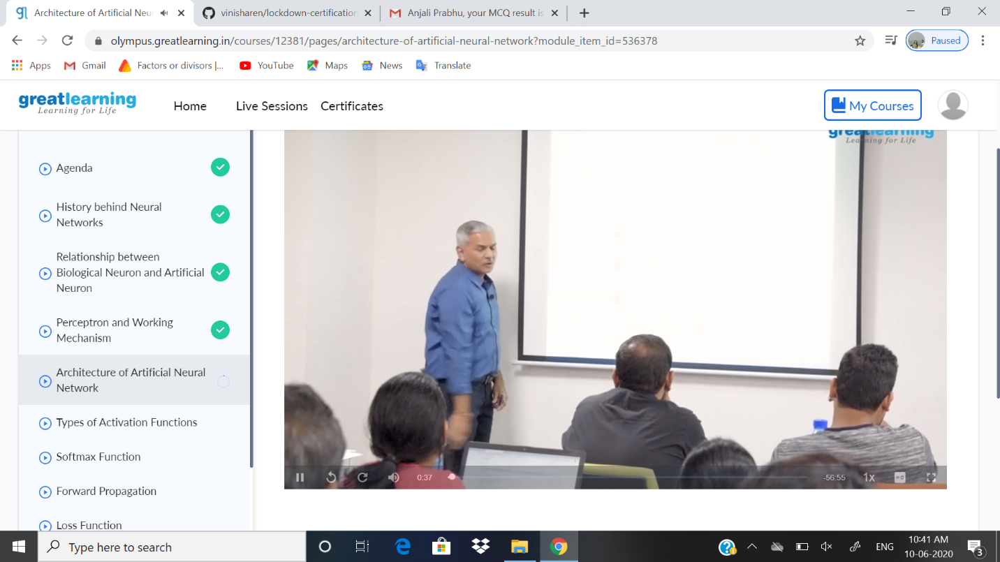 Architecture of Artificial Neu
vinisharen/lockdown-certification
Anjali Prabhu, your MCQ result is
olympus.greatlearning.in/courses/12381/pages/architecture-of-artificial-neural-network?module_item_id=536378
Paused
Apps
Gmail
Factors or divisors |...
YouTube
Maps
News
Translate
greatlearning
Learning for Life
Home
Live Sessions
Certificates
My Courses
greatlearning
Learning for Life
Agenda
History behind Neural
Networks
Relationship between
Biological Neuron and Artificial
Neuron
Perceptron and Working
Mechanism
Architecture of Artificial Neural
Network
Types of Activation Functions
Softmax Function
Forward Propagation
Loss Function
0:37
-56:55
1x
HD
Type here to search
ENG
10:41 AM
10-06-2020
3